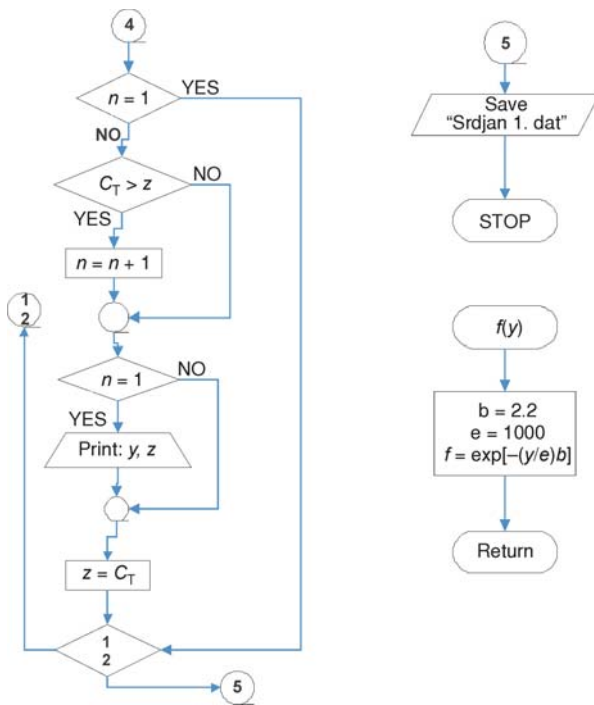 4
n = 1
YES
NO
C_T > z
NO
YES
n = n + 1
1
2
n = 1
NO
YES
Print: y, z
z = C_T
1
2
5
5
Save
“Srdjan 1. dat”
STOP
f(y)
b = 2.2
e = 1000
f = exp[–(y/e)b]
Return